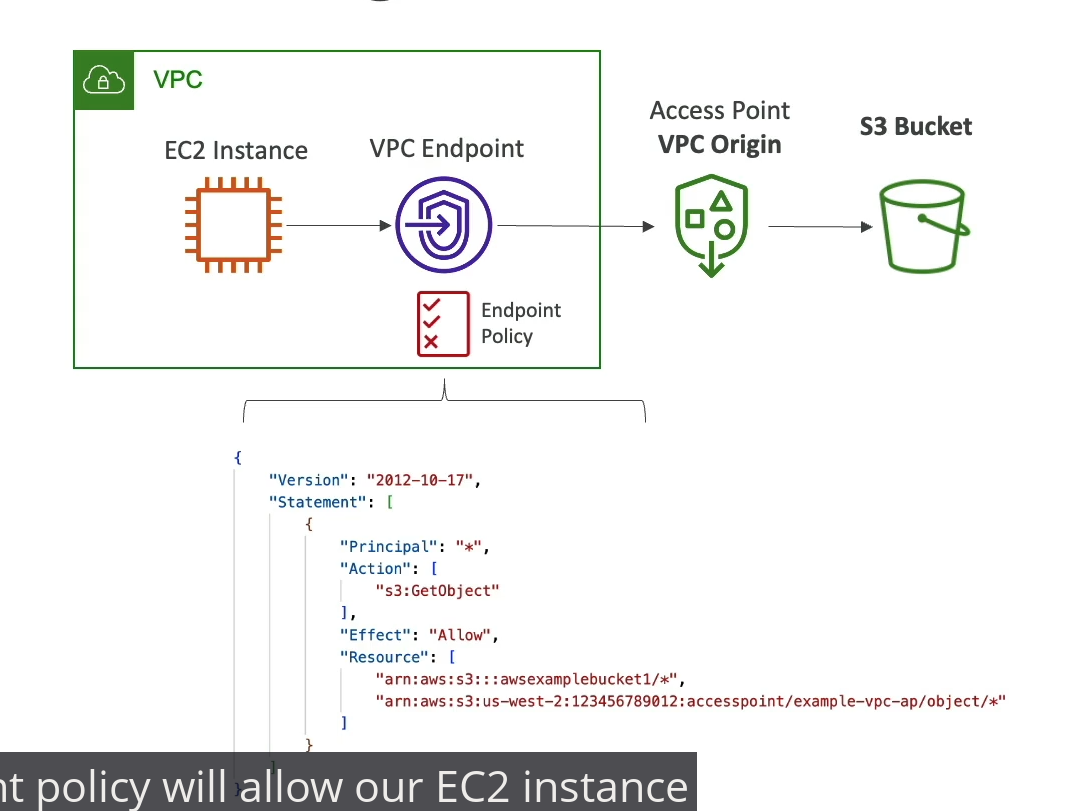 VPC
EC2 Instance
VPC Endpoint
Access Point
VPC Origin
S3 Bucket
Endpoint
Policy
{
"Version": "2012-10-17",
"Statement": [
{
"Principal": "*",
"Action": [
"s3:GetObject"
],
"Effect": "Allow",
"Resource": [
"arn:aws:s3:::awsexamplebucket1/*",
"arn:aws:s3:us-west-2:123456789012:accesspoint/example-vpc-ap/object/*"
]
}
]
}
policy will allow our EC2 instance